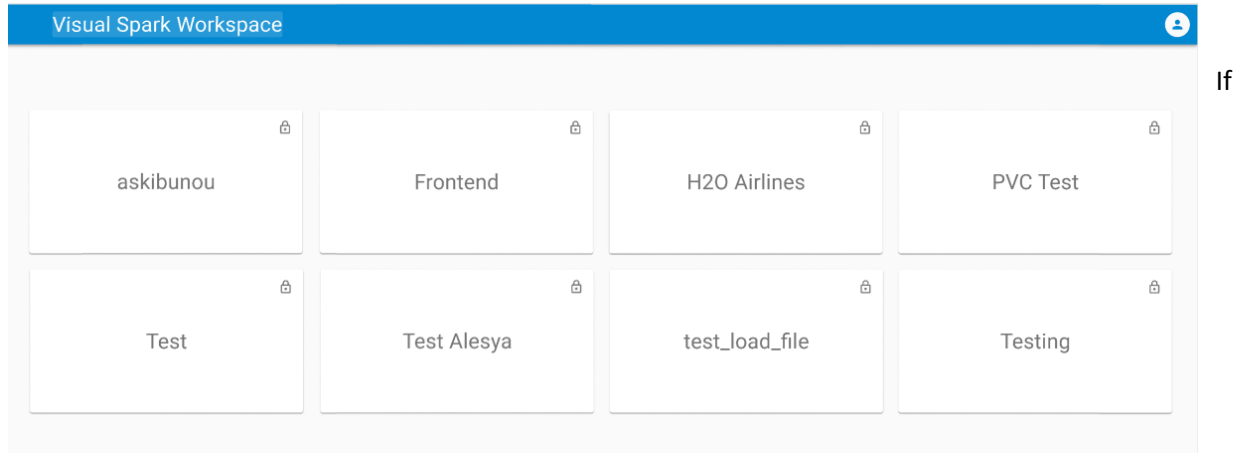 Visual Spark Workspace
If
askibunou
Frontend
H2O Airlines
PVC Test
Test
Test Alesya
test_load_file
Testing